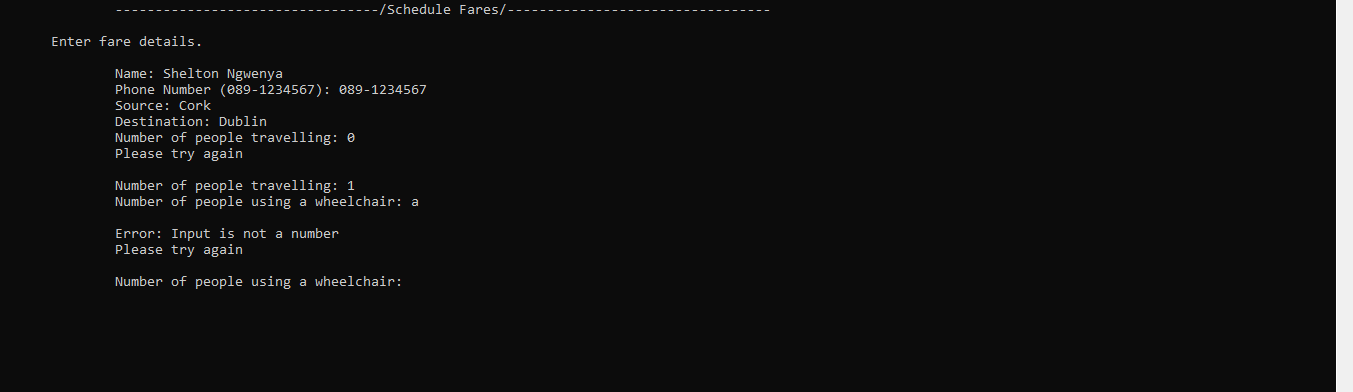 ---------------------------------/Schedule Fares/---------------------------------
Enter fare details.
Name: Shelton Ngwenya
Phone Number (089-1234567): 089-1234567
Source: Cork
Destination: Dublin
Number of people travelling: 0
Please try again
Number of people travelling: 1
Number of people using a wheelchair: a
Error: Input is not a number
Please try again
Number of people using a wheelchair: